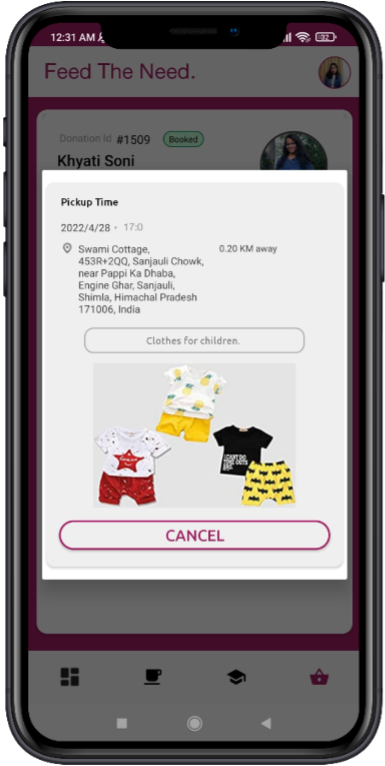 12:31 AM
32
Feed The Need.
Donation Id #1509 Booked
Khyati Soni
Pickup Time
2022/4/28 - 17:0
Swami Cottage, 0.20 KM away
453R+2QQ, Sanjauli Chowk,
near Pappi Ka Dhaba,
Engine Ghar, Sanjauli,
Shimla, Himachal Pradesh
171006, India
Clothes for children.
CANCEL